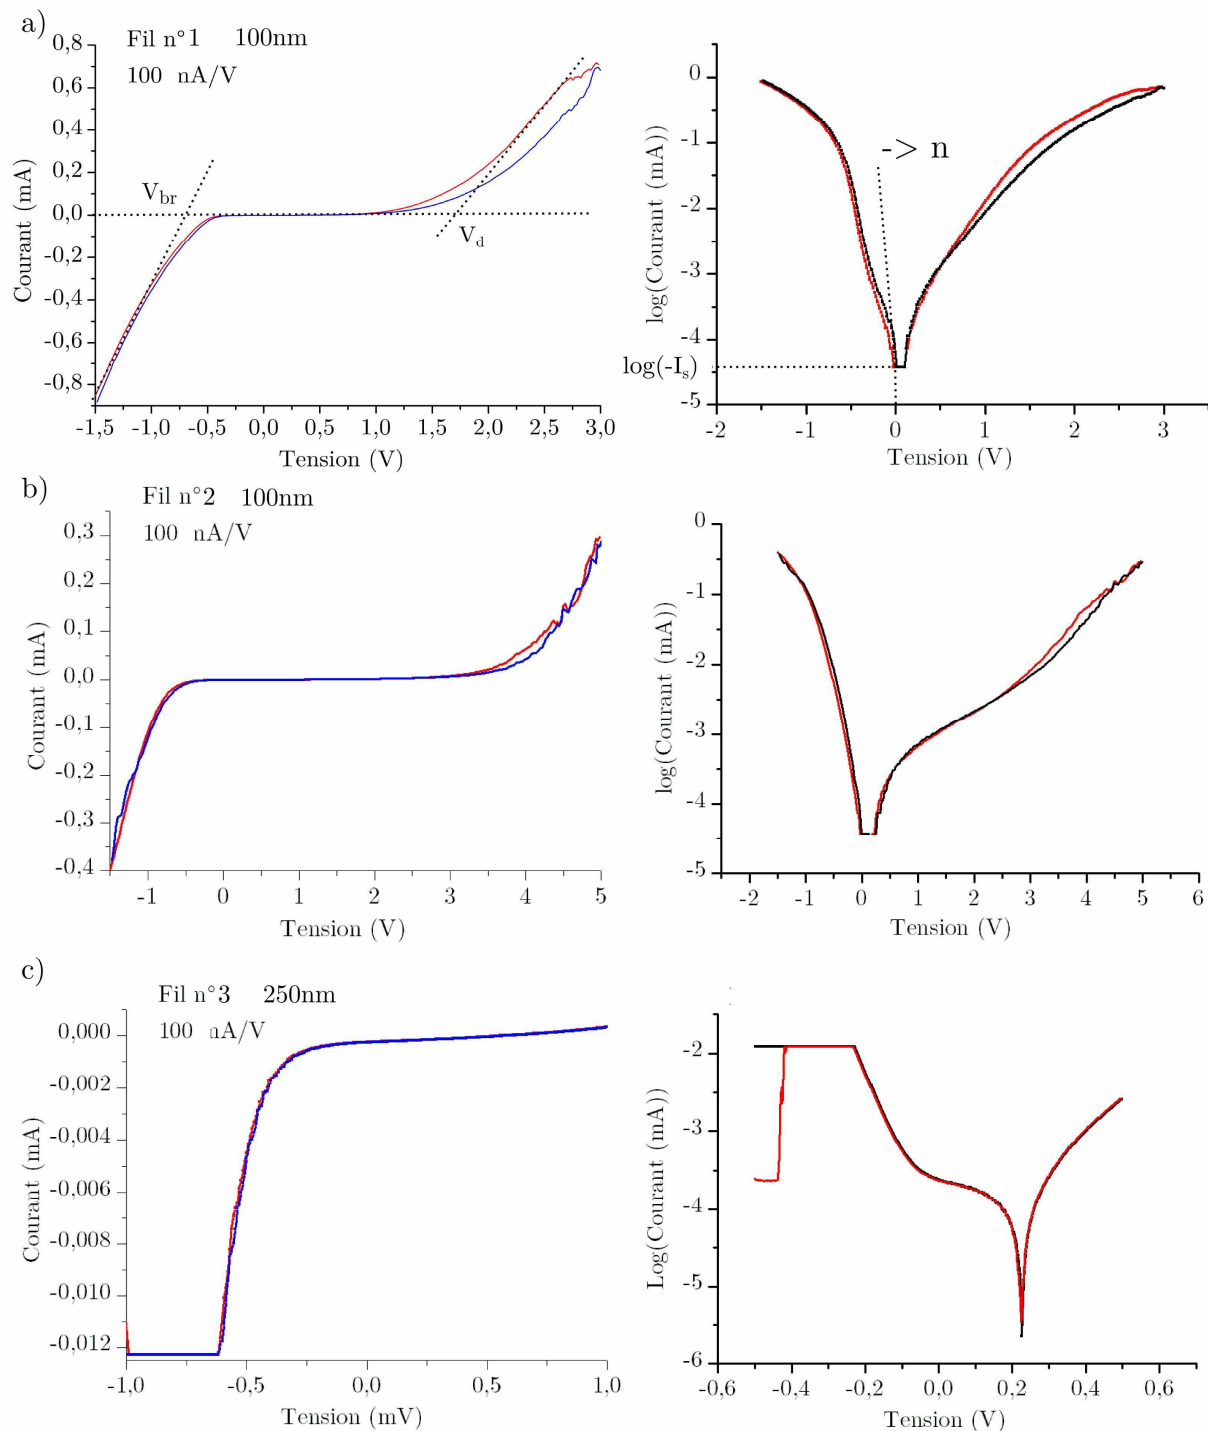 a)
Fil n°1 100nm
100 nA/V
0,8
0,6
0,4
0,2
0,0
-0,2
-0,4
-0,6
-0,8
Courant (mA)
V_br
V_d
-1,5 -1,0 -0,5 0,0 0,5 1,0 1,5 2,0 2,5 3,0
Tension (V)
0
-1
-2
-3
-4
-5
log(Courant (mA))
-> n
log(-I_s)
-2 -1 0 1 2 3
Tension (V)
b)
Fil n°2 100nm
100 nA/V
0,3
0,2
0,1
0,0
-0,1
-0,2
-0,3
-0,4
Courant (mA)
-1 0 1 2 3 4 5
Tension (V)
0
-1
-2
-3
-4
-5
log(Courant (mA))
-2 -1 0 1 2 3 4 5 6
Tension (V)
c)
Fil n°3 250nm
100 nA/V
0,000
-0,002
-0,004
-0,006
-0,008
-0,010
-0,012
Courant (mA)
-1,0 -0,5 0,0 0,5 1,0
Tension (mV)
-2
-3
-4
-5
-6
Log(Courant (mA))
-0,6 -0,4 -0,2 0,0 0,2 0,4 0,6
Tension (V)